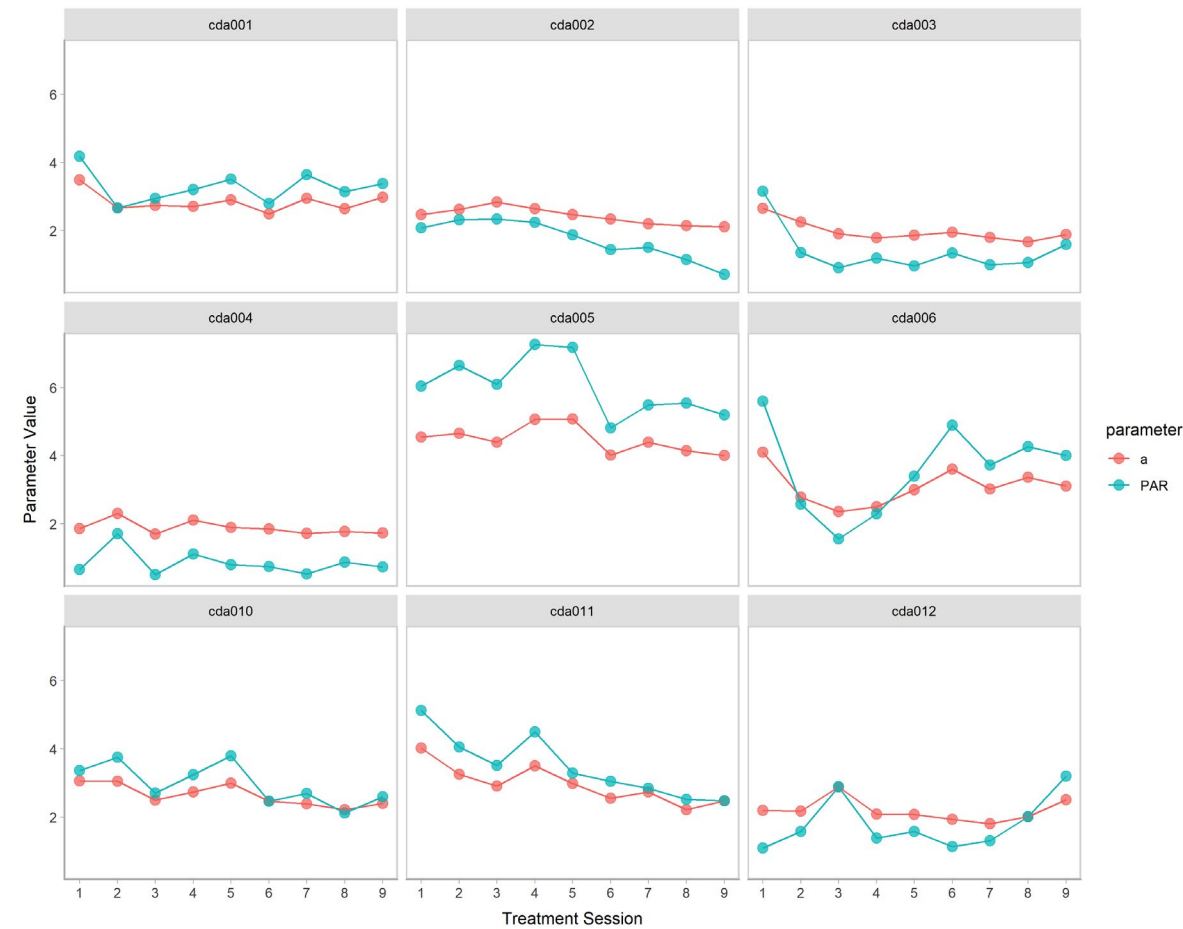 cda001 cda002 cda003
6
4
2
cda004 cda005 cda006
6
4
2
cda010 cda011 cda012
6
4
2
1 2 3 4 5 6 7 8 9 1 2 3 4 5 6 7 8 9 1 2 3 4 5 6 7 8 9
Treatment Session
Parameter Value
parameter
a
PAR